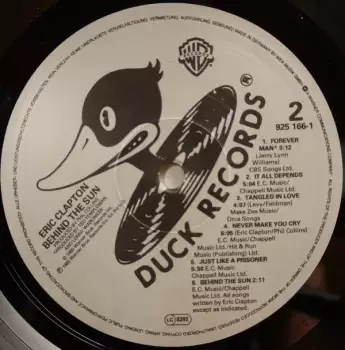 WB
DUCK RECORDS®
ERIC CLAPTON
BEHIND THE SUN
2
925 166-1
1. FOREVER
MAN* 3:12
(Jerry Lynn
Williams)
CBS Songs Ltd.
2. IT ALL DEPENDS
5:04 E.C. Music/
Chappell Music Ltd.
3. TANGLED IN LOVE
4:07 (Levy/Feldman)
Make Zea Music/
Orca Songs
4. NEVER MAKE YOU CRY
6:06 (Eric Clapton/Phil Collins)
E.C. Music/Chappell
Music Ltd. Hit & Run
Music (Publishing) Ltd.
5. JUST LIKE A PRISONER
5:30 E.C. Music/
Chappell Music Ltd.
6. BEHIND THE SUN 2:11
E.C. Music/Chappell
Music Ltd. All songs
written by Eric Clapton
except as indicated.
LC 0392